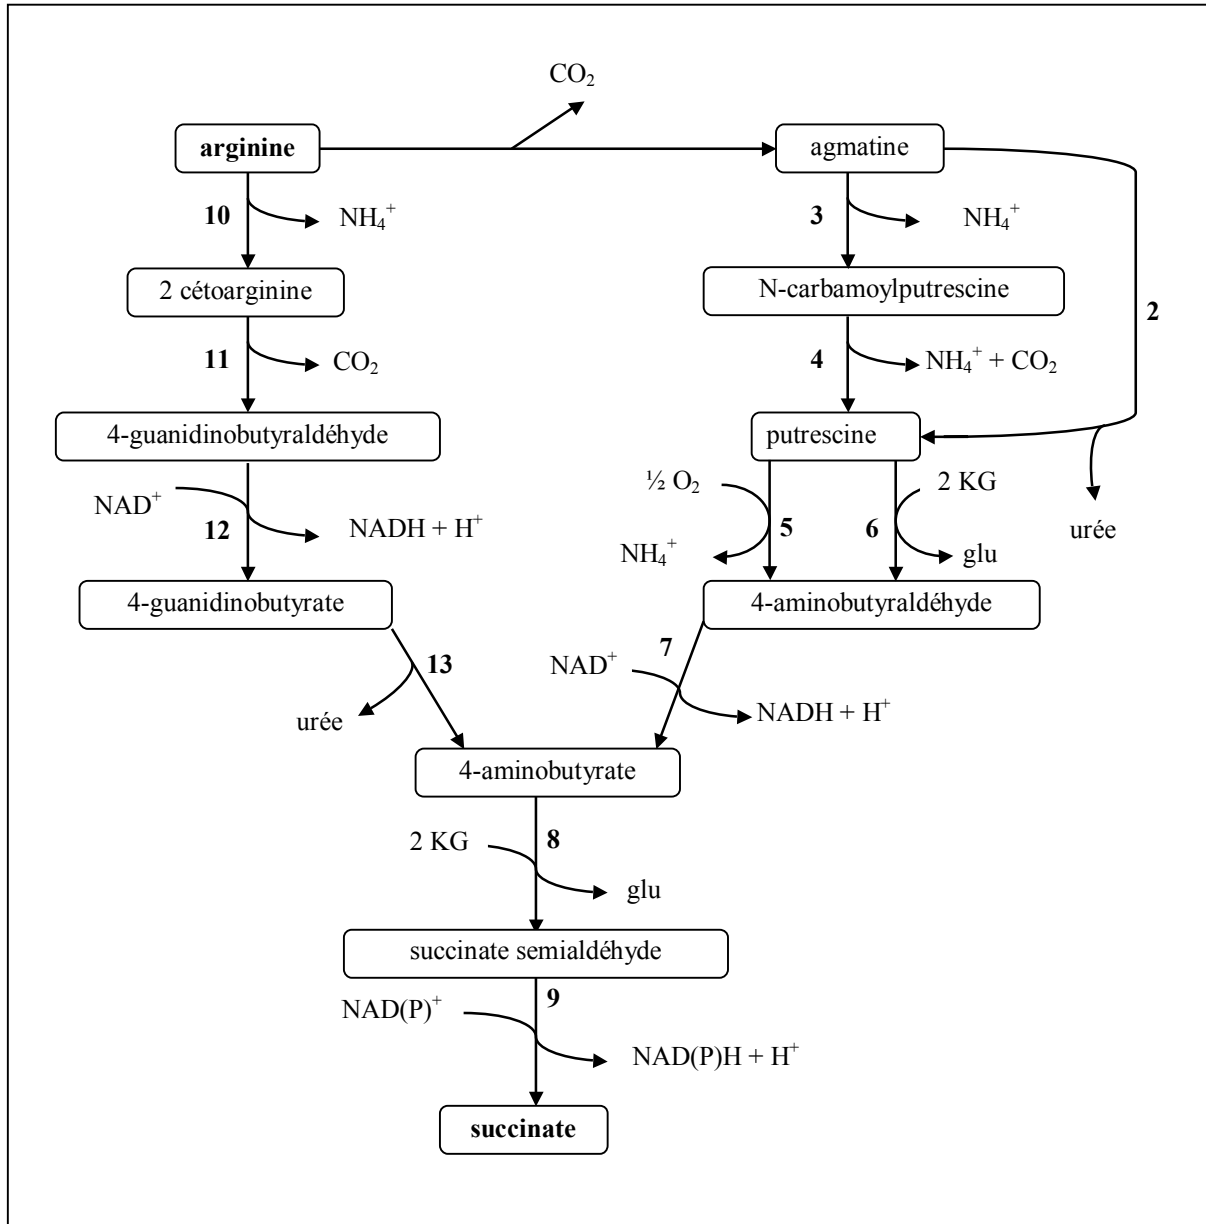 CO₂
arginine
agmatine
10
NH₄⁺
3
NH₄⁺
2 cétoarginine
N-carbamoylputrescine
2
11
CO₂
4
NH₄⁺ + CO₂
4-guanidinobutyraldéhyde
putrescine
½ O₂
2 KG
NAD⁺
12
NADH + H⁺
5
6
urée
NH₄⁺
glu
4-guanidinobutyrate
4-aminobutyraldéhyde
13
7
NAD⁺
urée
NADH + H⁺
4-aminobutyrate
2 KG
8
glu
succinate semialdéhyde
9
NAD(P)⁺
NAD(P)H + H⁺
succinate